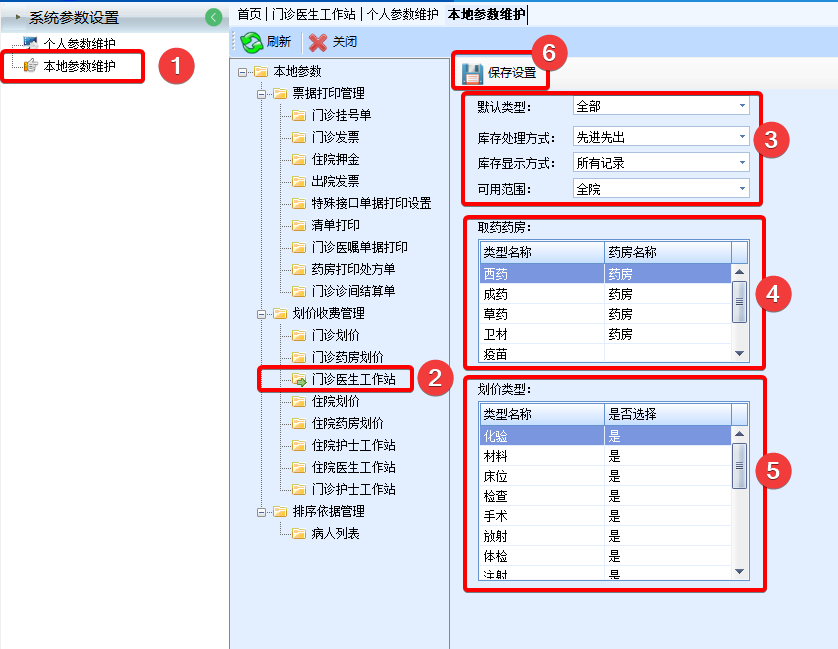 系统参数设置
个人参数维护
本地参数维护
1
首页 | 门诊医生工作站 | 个人参数维护 | 本地参数维护
刷新 关闭
本地参数
票据打印管理
门诊挂号单
门诊发票
住院押金
出院发票
特殊接口单据打印设置
清单打印
门诊医嘱单据打印
药房打印处方单
门诊诊间结算单
划价收费管理
门诊划价
门诊药房划价
门诊医生工作站
2
住院划价
住院药房划价
住院护士工作站
住院医生工作站
门诊护士工作站
排序依据管理
病人列表
保存设置
6
默认类型: 全部
库存处理方式: 先进先出
库存显示方式: 所有记录
可用范围: 全院
3
取药药房:
类型名称 药房名称
西药 药房
成药 药房
草药 药房
卫材 药房
疫苗
4
划价类型:
类型名称 是否选择
化验 是
材料 是
床位 是
检查 是
手术 是
放射 是
体检 是
注射 是
5